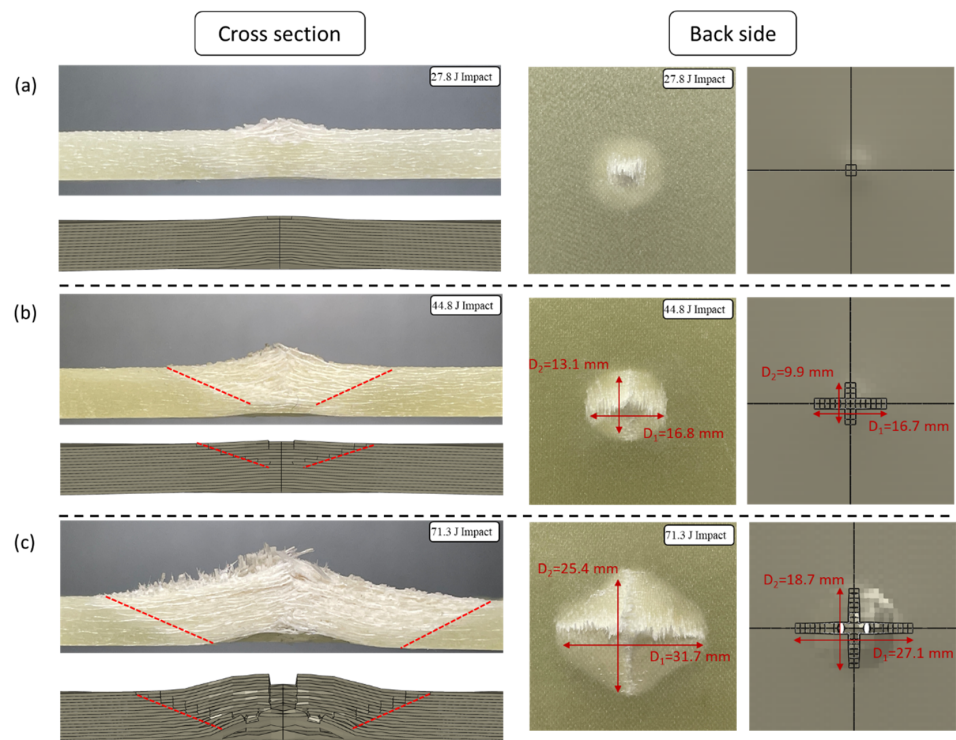 Cross section
Back side
(a)
27.8 J Impact
27.8 J Impact
(b)
44.8 J Impact
44.8 J Impact
D₂=13.1 mm
D₁=16.8 mm
D₂=9.9 mm
D₁=16.7 mm
(c)
71.3 J Impact
71.3 J Impact
D₂=25.4 mm
D₁=31.7 mm
D₂=18.7 mm
D₁=27.1 mm